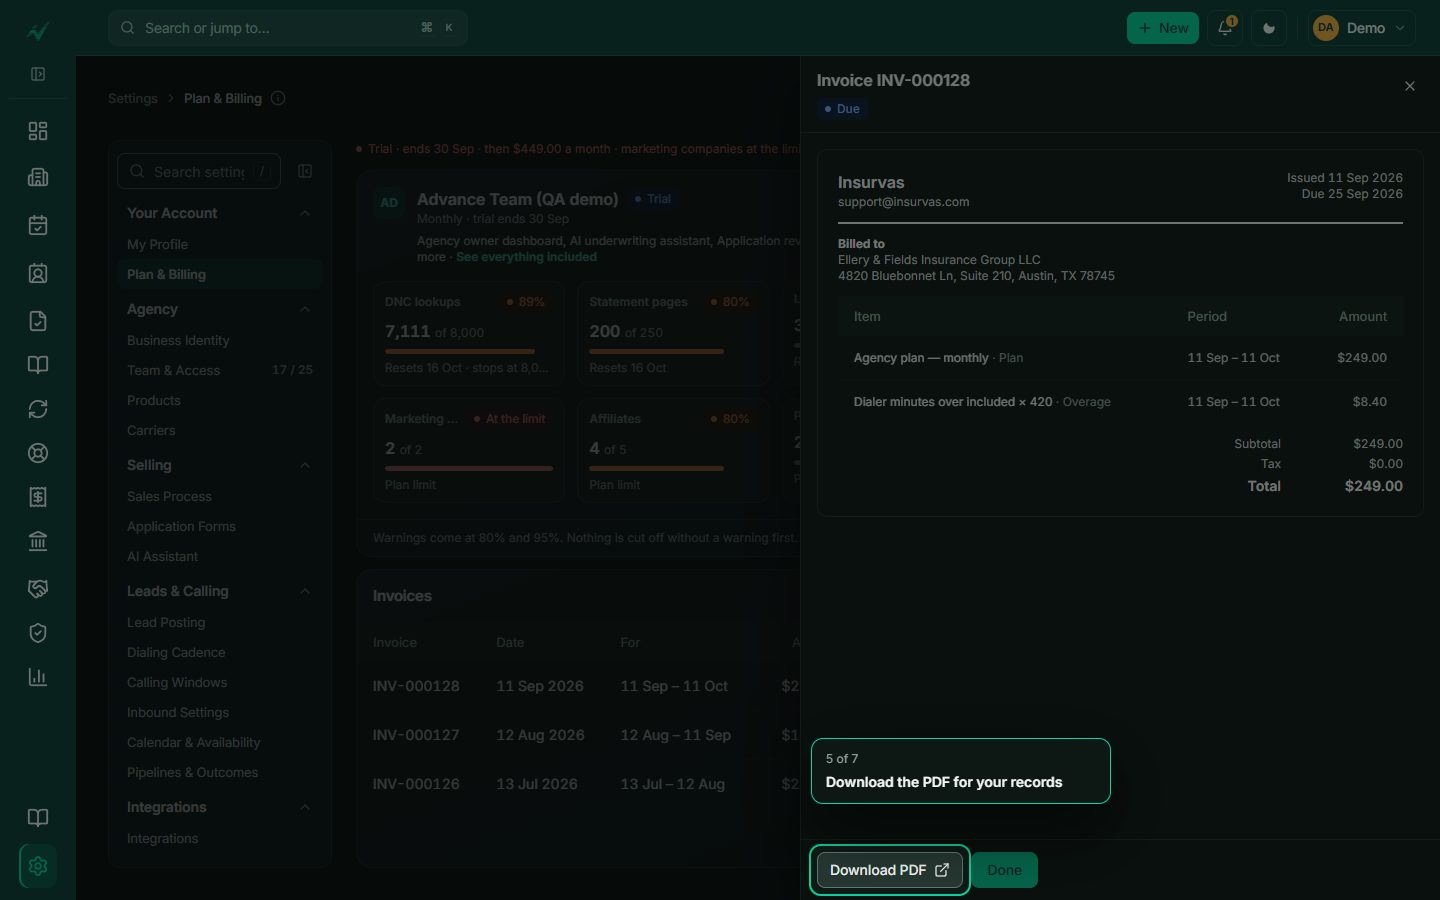 Search or jump to...
⌘ K
New
1
DA
Demo
Settings
Plan & Billing
Search setting
/
Your Account
My Profile
Plan & Billing
Agency
Business Identity
Team & Access 17 / 25
Products
Carriers
Selling
Sales Process
Application Forms
AI Assistant
Leads & Calling
Lead Posting
Dialing Cadence
Calling Windows
Inbound Settings
Calendar & Availability
Pipelines & Outcomes
Integrations
Integrations
Trial · ends 30 Sep · then $449.00 a month · marketing companies at the limi
AD
Advance Team (QA demo)
Trial
Monthly · trial ends 30 Sep
Agency owner dashboard, AI underwriting assistant, Application rev
more · See everything included
DNC lookups 89%
7,111 of 8,000
Resets 16 Oct · stops at 8,0...
Statement pages 80%
200 of 250
Resets 16 Oct
Marketing ... At the limit
2 of 2
Plan limit
Affiliates 80%
4 of 5
Plan limit
Warnings come at 80% and 95%. Nothing is cut off without a warning first.
Invoices
Invoice Date For A
INV-000128 11 Sep 2026 11 Sep – 11 Oct $2
INV-000127 12 Aug 2026 12 Aug – 11 Sep $1
INV-000126 13 Jul 2026 13 Jul – 12 Aug $2
Invoice INV-000128
Due
Insurvas
support@insurvas.com
Issued 11 Sep 2026
Due 25 Sep 2026
Billed to
Ellery & Fields Insurance Group LLC
4820 Bluebonnet Ln, Suite 210, Austin, TX 78745
Item Period Amount
Agency plan — monthly · Plan 11 Sep – 11 Oct $249.00
Dialer minutes over included × 420 · Overage 11 Sep – 11 Oct $8.40
Subtotal $249.00
Tax $0.00
Total $249.00
5 of 7
Download the PDF for your records
Download PDF
Done